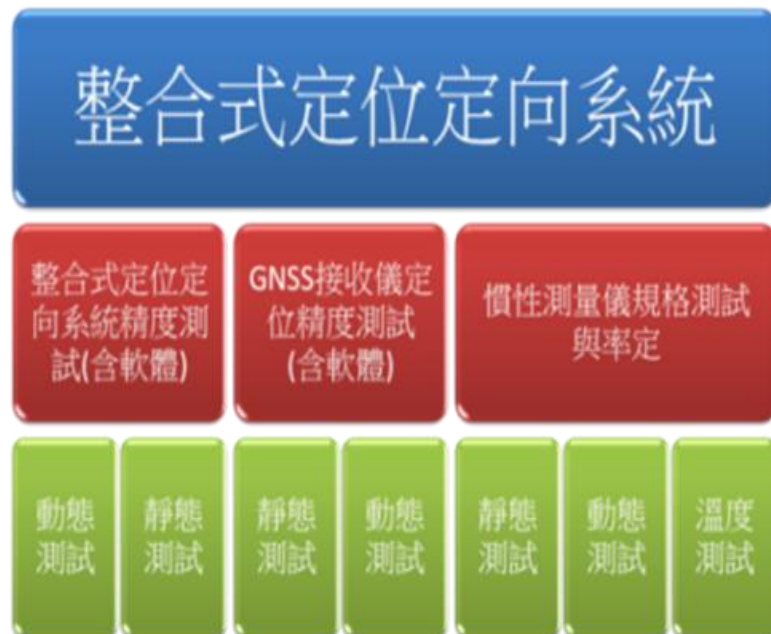 整合式定位定向系統
整合式定位定
向系統精度測
試(含軟體)
GNSS接收儀定
位精度測試
(含軟體)
慣性測量儀規格測試
與率定
動態
測試
靜態
測試
靜態
測試
動態
測試
靜態
測試
動態
測試
溫度
測試